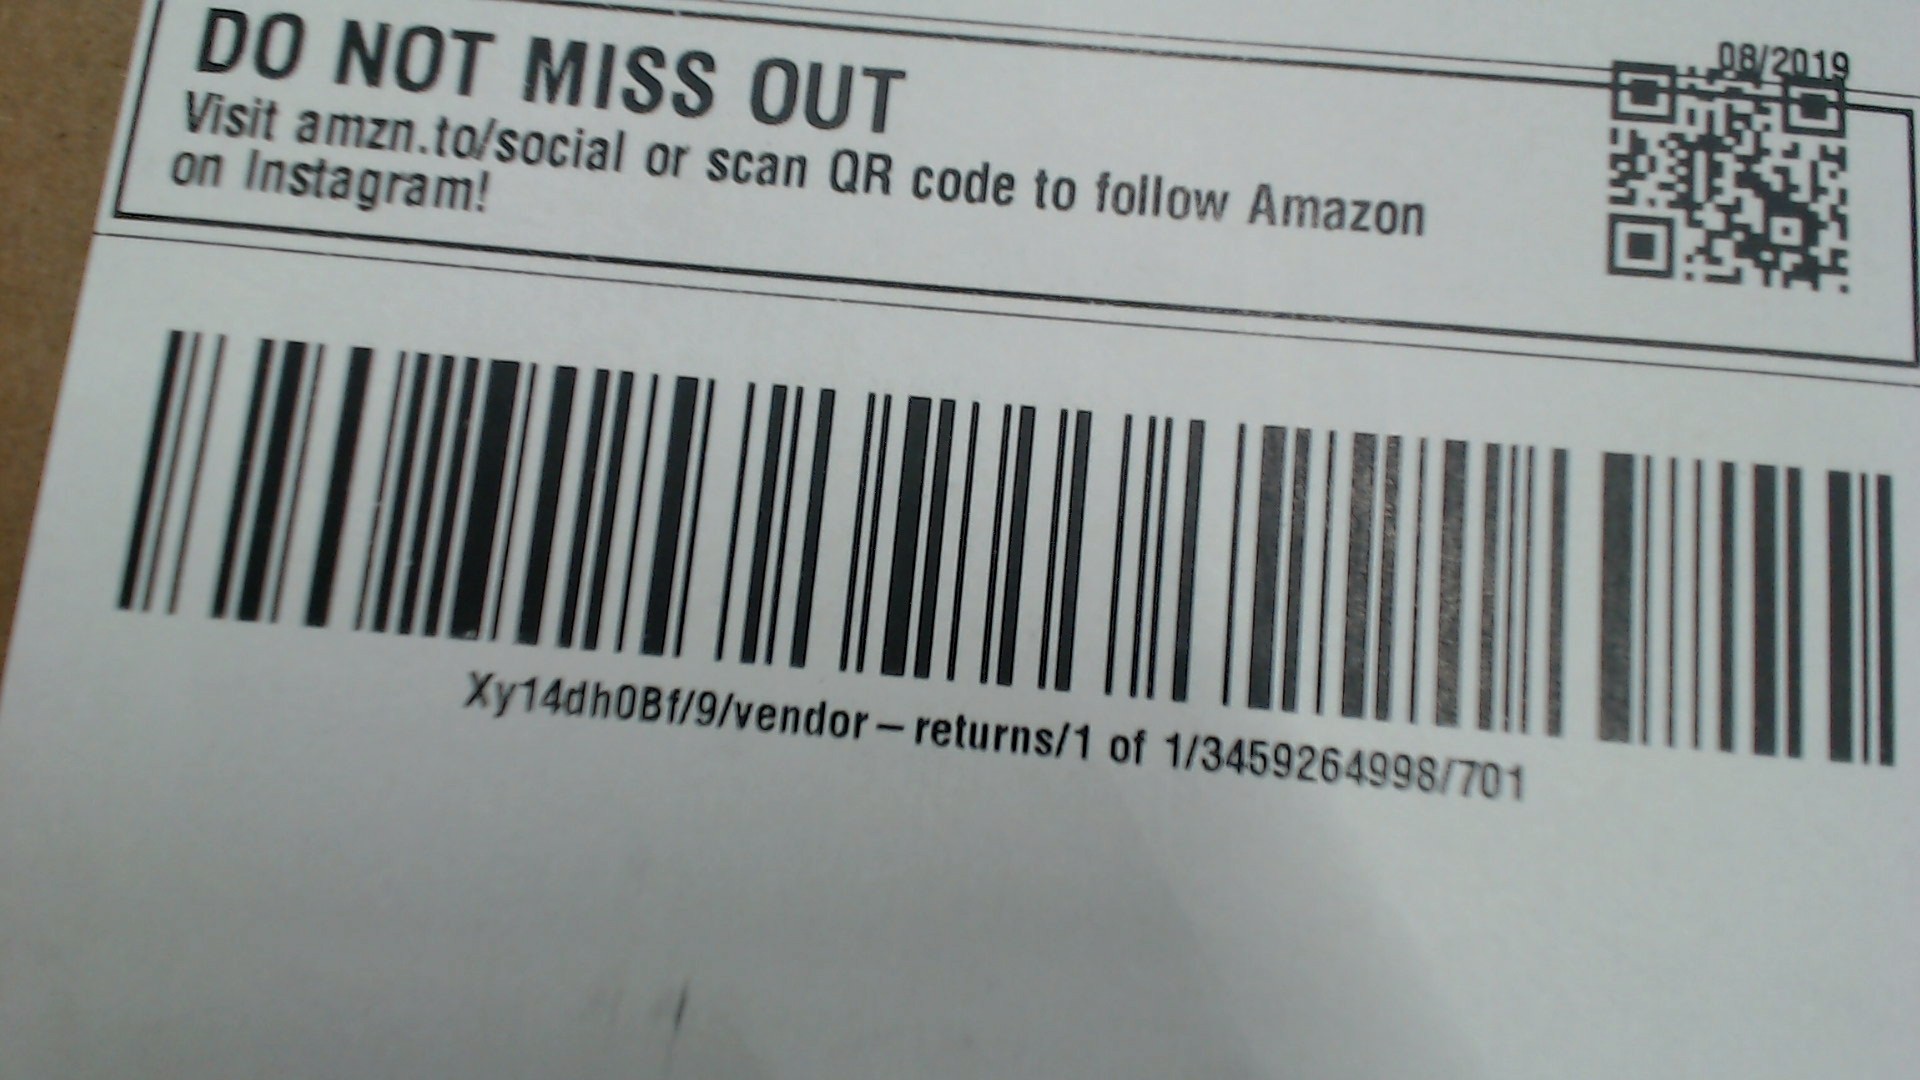 08/2019
DO NOT MISS OUT
Visit amzn.to/social or scan QR code to follow Amazon
on Instagram!
Xy14dh0Bf/9/vendor-returns/1 of 1/3459264998/701